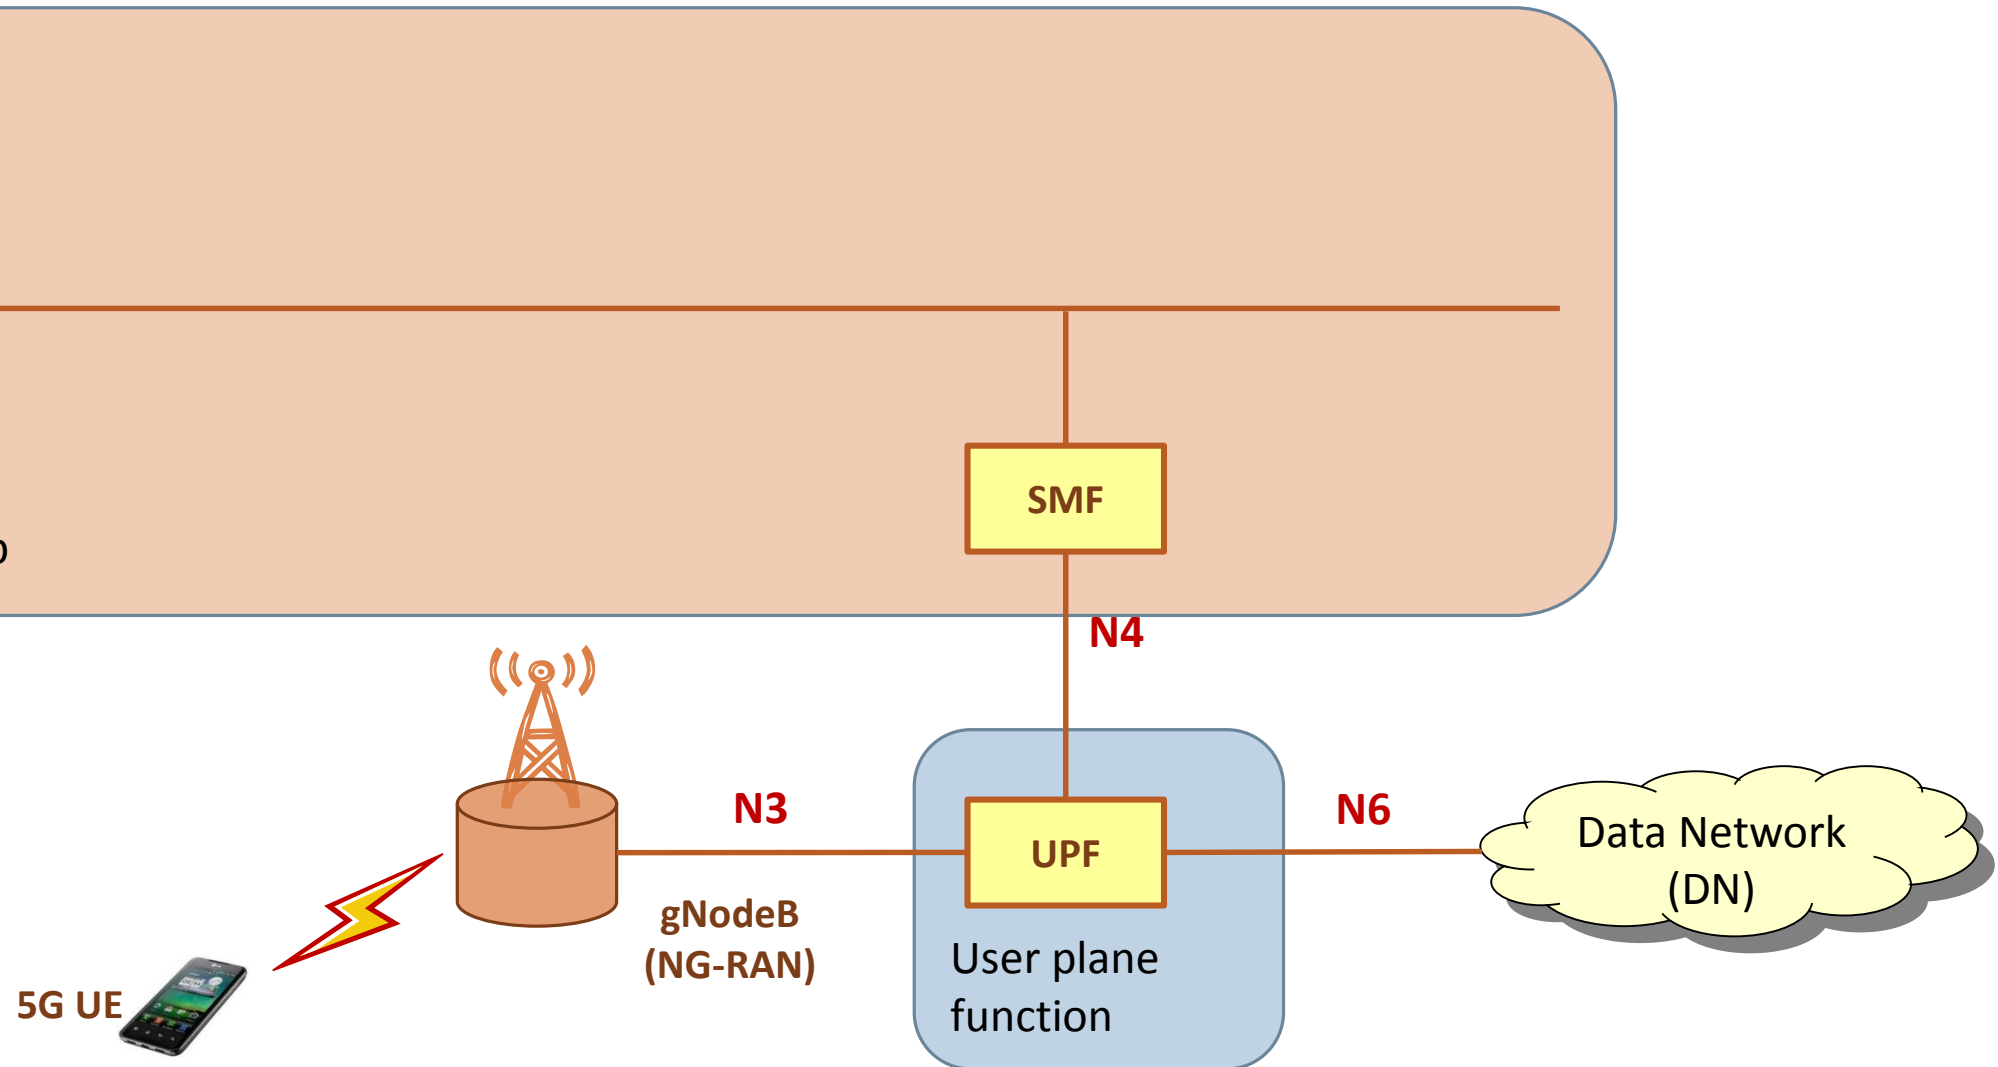 SMF
N4
N3
N6
UPF
Data Network
(DN)
gNodeB
(NG-RAN)
User plane
function
5G UE